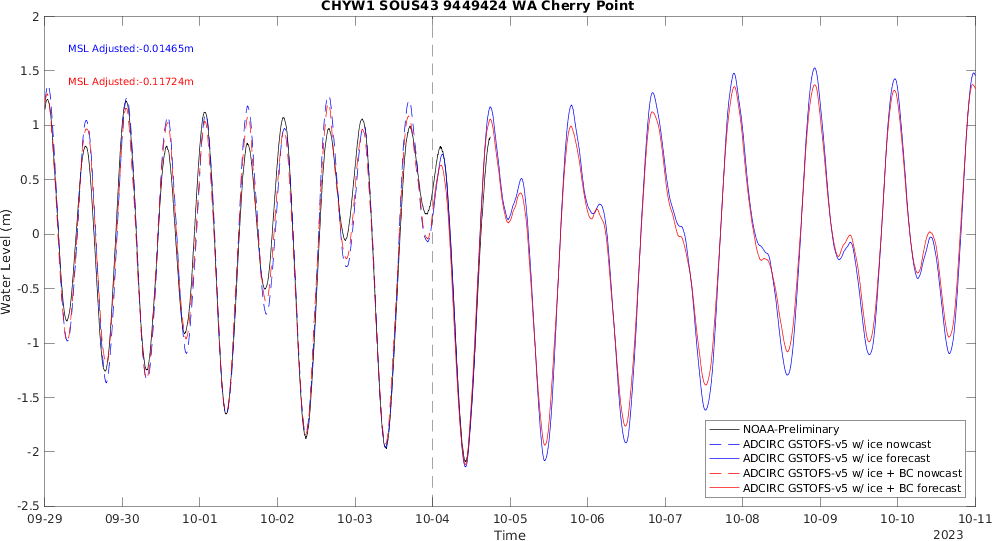 CHYW1 SOUS43 9449424 WA Cherry Point
MSL Adjusted:-0.01465m
MSL Adjusted:-0.11724m
2
1.5
1
0.5
0
-0.5
-1
-1.5
-2
-2.5
Water Level (m)
NOAA-Preliminary
ADCIRC GSTOFS-v5 w/ ice nowcast
ADCIRC GSTOFS-v5 w/ ice forecast
ADCIRC GSTOFS-v5 w/ ice + BC nowcast
ADCIRC GSTOFS-v5 w/ ice + BC forecast
09-29 09-30 10-01 10-02 10-03 10-04 10-05 10-06 10-07 10-08 10-09 10-10 10-11
Time
2023